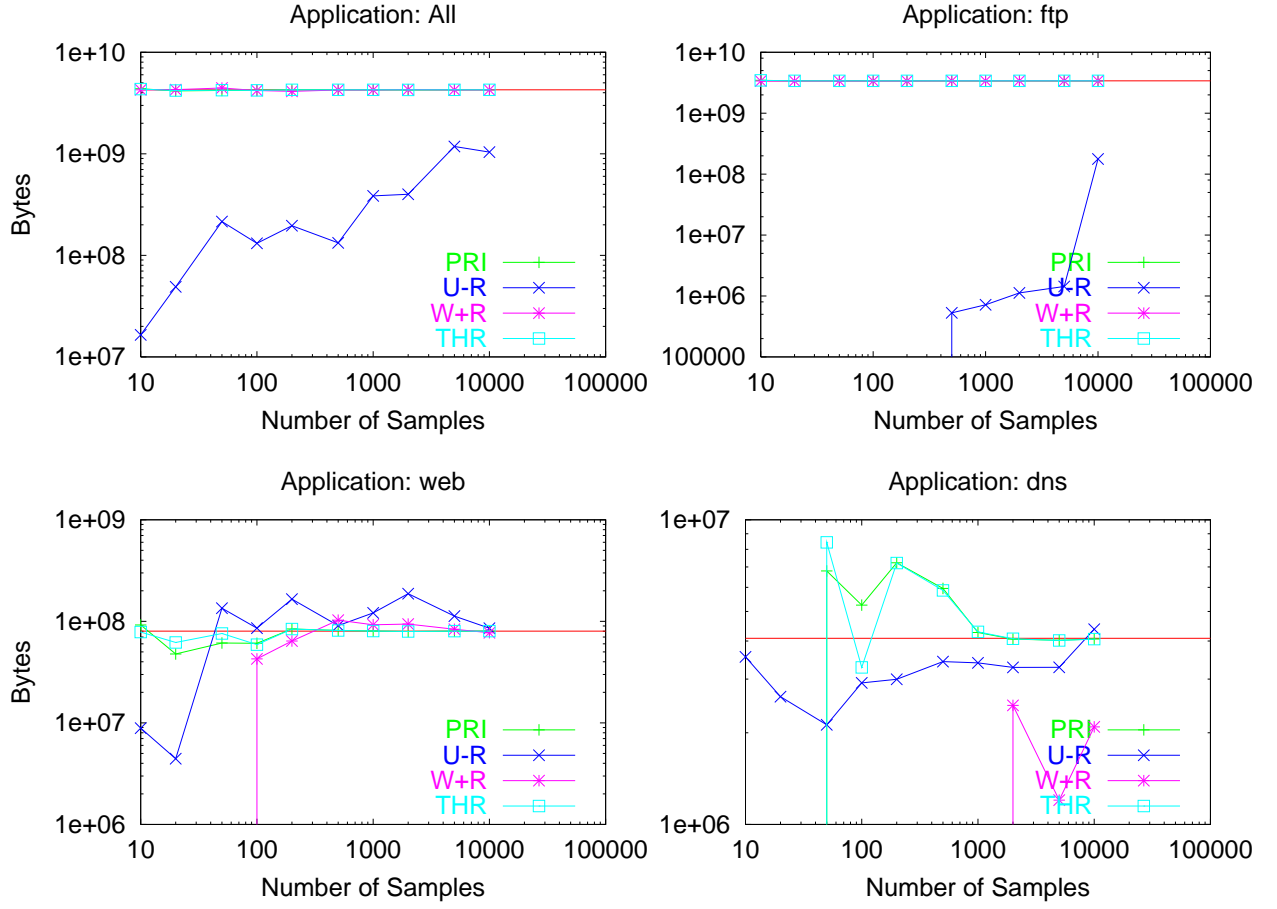 Application: All
Bytes
1e+10
1e+09
1e+08
1e+07
PRI
U-R
W+R
THR
10 100 1000 10000 100000
Number of Samples
Application: ftp
1e+10
1e+09
1e+08
1e+07
1e+06
100000
PRI
U-R
W+R
THR
10 100 1000 10000 100000
Number of Samples
Application: web
Bytes
1e+09
1e+08
1e+07
1e+06
PRI
U-R
W+R
THR
10 100 1000 10000 100000
Number of Samples
Application: dns
Bytes
1e+07
1e+06
PRI
U-R
W+R
THR
10 100 1000 10000 100000
Number of Samples